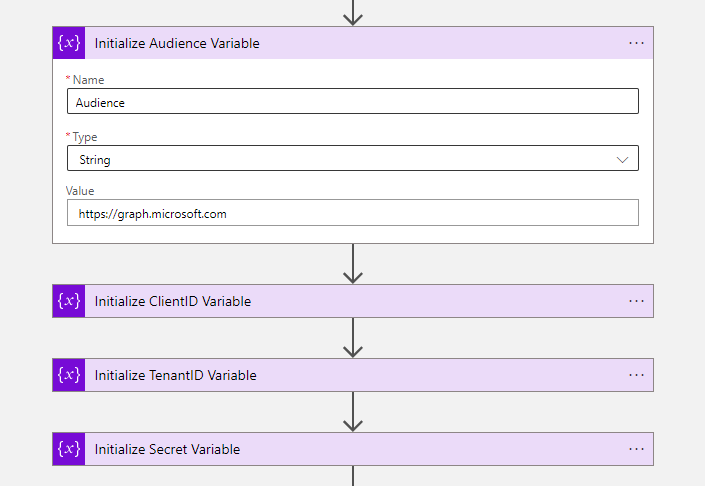 {x} Initialize Audience Variable ...
* Name
Audience
* Type
String
Value
https://graph.microsoft.com
{x} Initialize ClientID Variable ...
{x} Initialize TenantID Variable ...
{x} Initialize Secret Variable ...